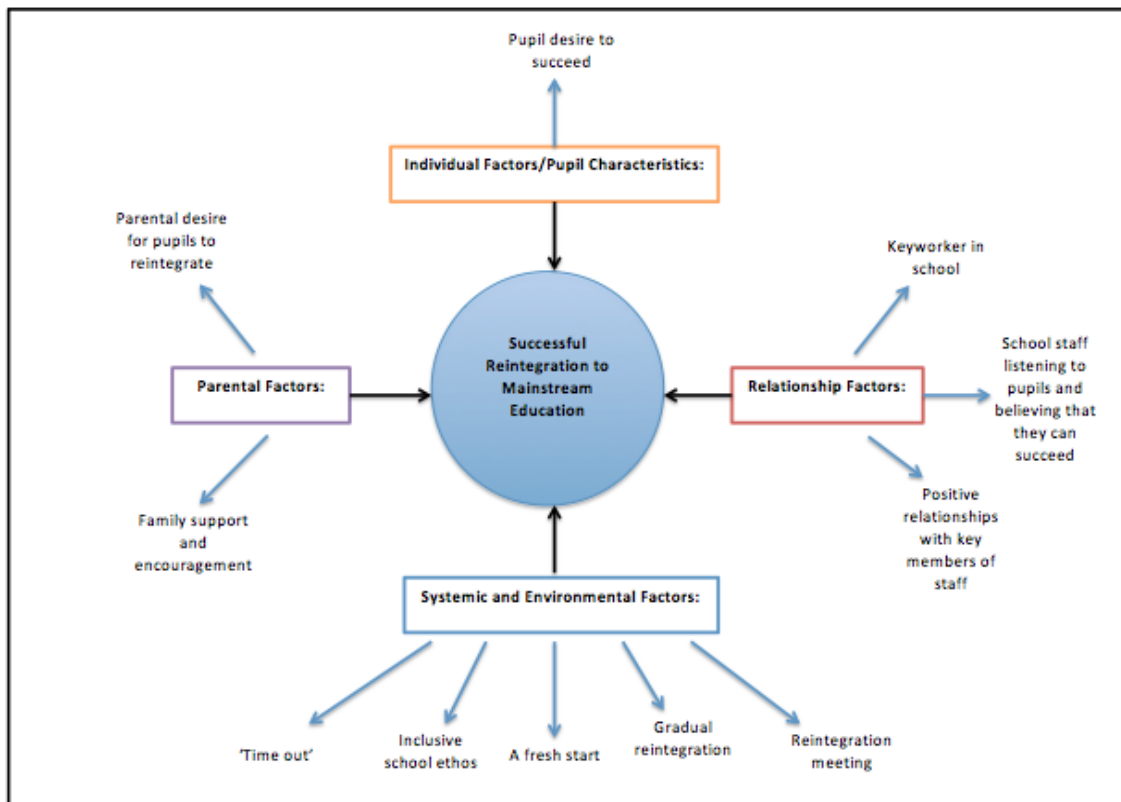 Pupil desire to
succeed
Individual Factors/Pupil Characteristics:
Parental desire
for pupils to
reintegrate
Keyworker in
school
Successful
Reintegration to
Mainstream
Education
Parental Factors:
Relationship Factors:
School staff
listening to
pupils and
believing that
they can
succeed
Family support
and
encouragement
Positive
relationships
with key
members of
staff
Systemic and Environmental Factors:
'Time out'
Inclusive
school ethos
A fresh start
Gradual
reintegration
Reintegration
meeting